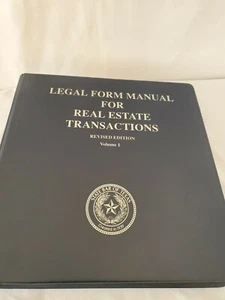 LEGAL FORM MANUAL
FOR
REAL ESTATE
TRANSACTIONS
REVISED EDITION
Volume 1
STATE BAR OF TEXAS